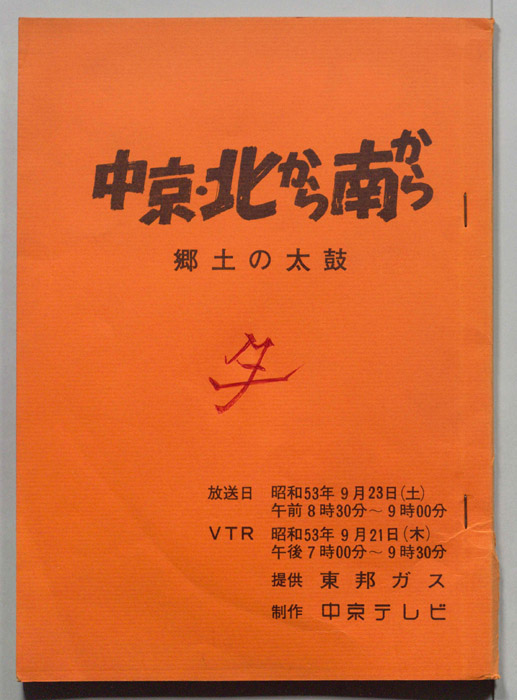 中京・北から南から
郷土の太鼓
放送日 昭和53年9月23日(土)
午前8時30分~9時00分
VTR 昭和53年9月21日(木)
午後7時00分~9時30分
提供 東邦ガス
制作 中京テレビ